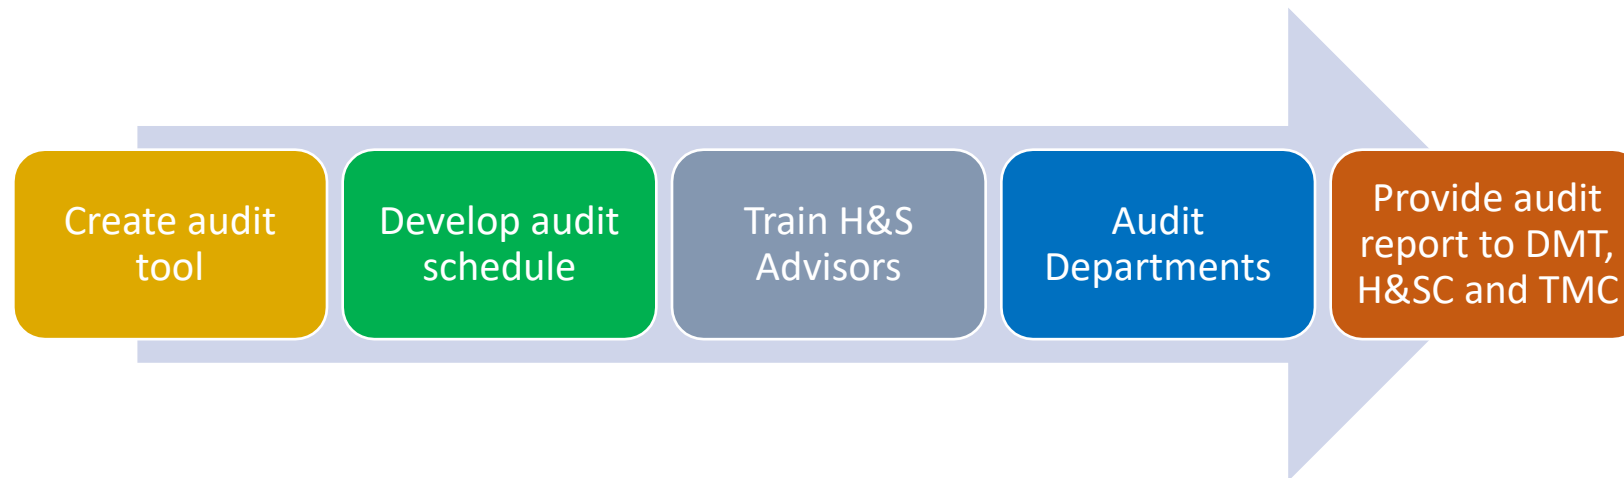 Create audit
tool
Develop audit
schedule
Train H&S
Advisors
Audit
Departments
Provide audit
report to DMT,
H&SC and TMC